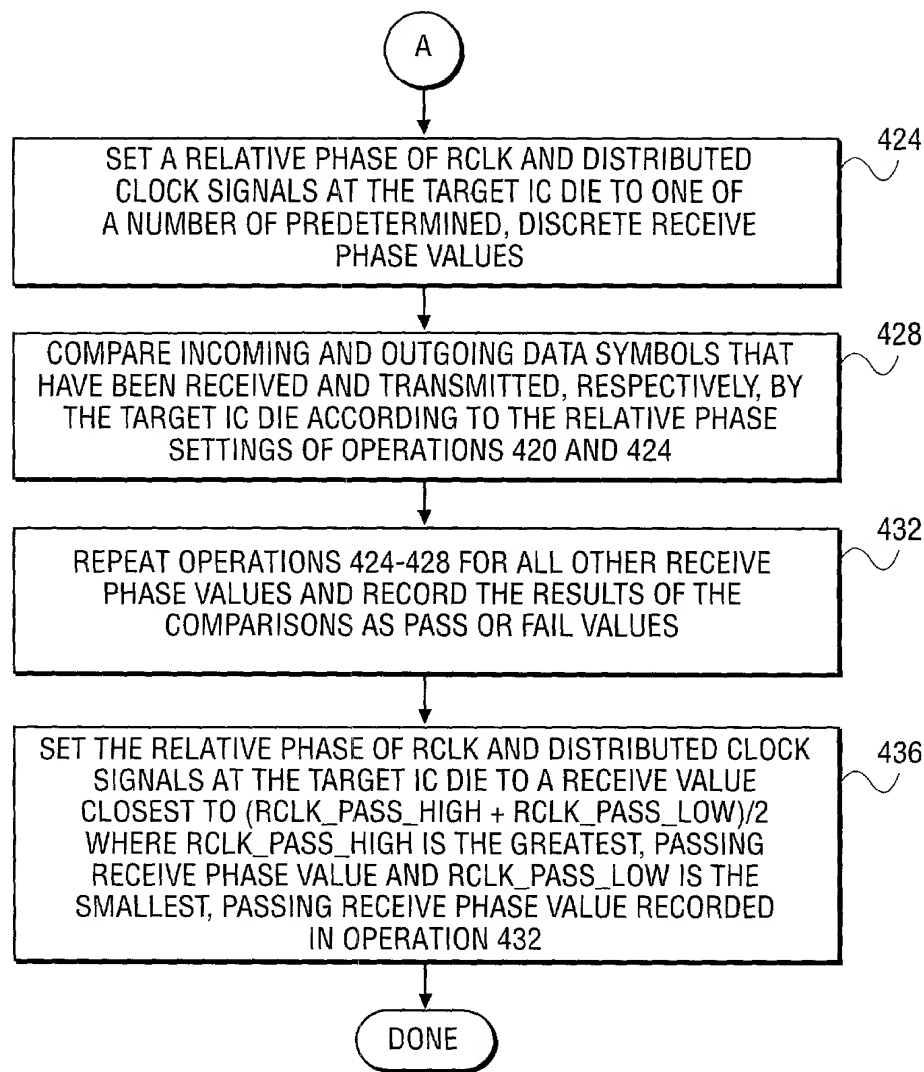 A
SET A RELATIVE PHASE OF RCLK AND DISTRIBUTED
CLOCK SIGNALS AT THE TARGET IC DIE TO ONE OF
A NUMBER OF PREDETERMINED, DISCRETE RECEIVE
PHASE VALUES
424
COMPARE INCOMING AND OUTGOING DATA SYMBOLS THAT
HAVE BEEN RECEIVED AND TRANSMITTED, RESPECTIVELY, BY
THE TARGET IC DIE ACCORDING TO THE RELATIVE PHASE
SETTINGS OF OPERATIONS 420 AND 424
428
REPEAT OPERATIONS 424-428 FOR ALL OTHER RECEIVE
PHASE VALUES AND RECORD THE RESULTS OF THE
COMPARISONS AS PASS OR FAIL VALUES
432
SET THE RELATIVE PHASE OF RCLK AND DISTRIBUTED CLOCK
SIGNALS AT THE TARGET IC DIE TO A RECEIVE VALUE
CLOSEST TO (RCLK_PASS_HIGH + RCLK_PASS_LOW)/2
WHERE RCLK_PASS_HIGH IS THE GREATEST, PASSING
RECEIVE PHASE VALUE AND RCLK_PASS_LOW IS THE
SMALLEST, PASSING RECEIVE PHASE VALUE RECORDED
IN OPERATION 432
436
DONE